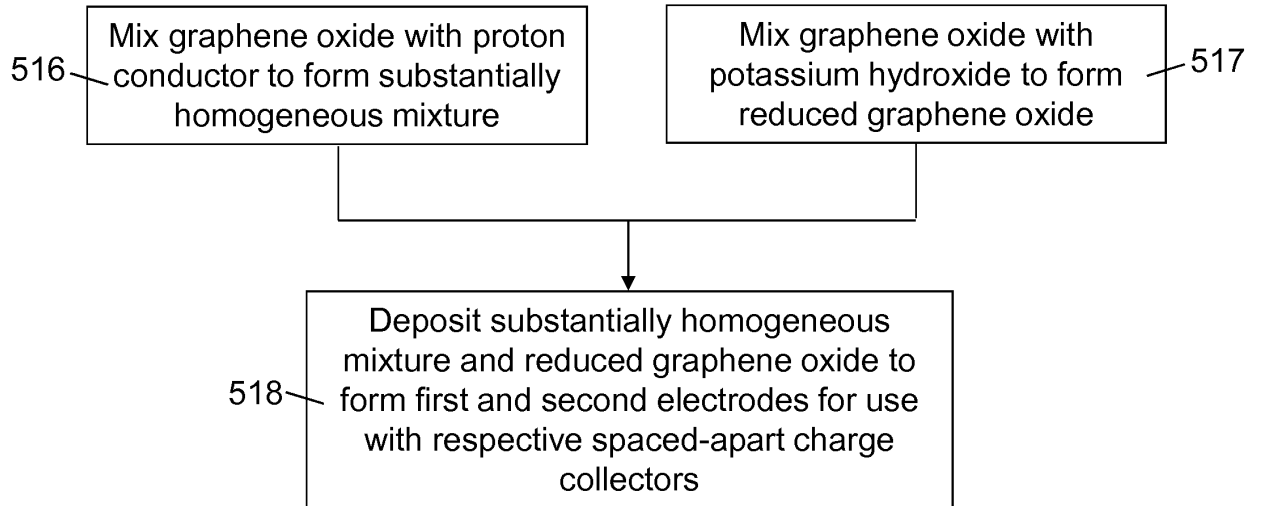 516
Mix graphene oxide with proton
conductor to form substantially
homogeneous mixture
Mix graphene oxide with
potassium hydroxide to form
reduced graphene oxide
517
518
Deposit substantially homogeneous
mixture and reduced graphene oxide to
form first and second electrodes for use
with respective spaced-apart charge
collectors